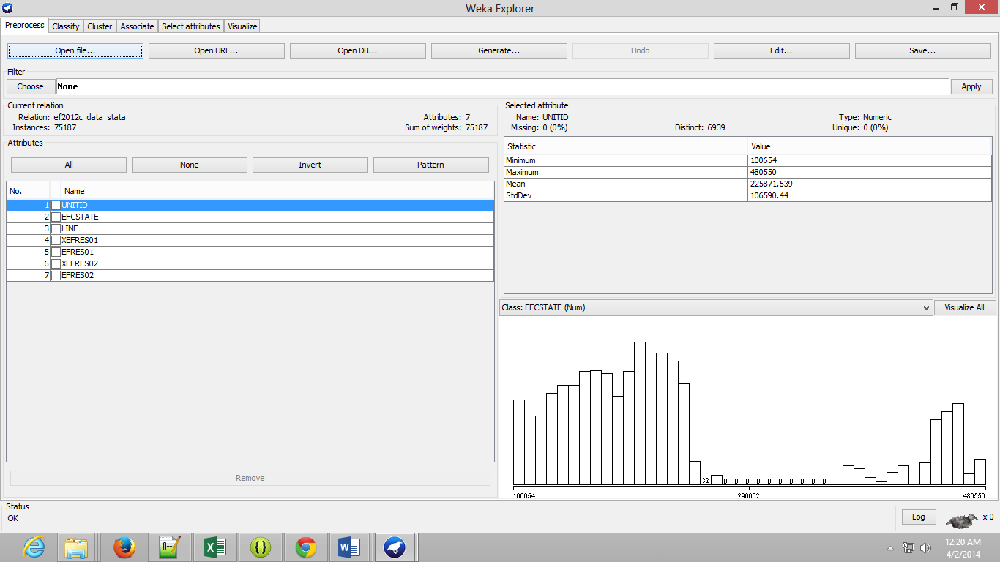 Weka Explorer
Preprocess Classify Cluster Associate Select attributes Visualize
Open file... Open URL... Open DB... Generate... Undo Edit... Save...
Filter
Choose None Apply
Current relation
Relation: ef2012c_data_stata Attributes: 7
Instances: 75187 Sum of weights: 75187
Attributes
All None Invert Pattern
No. Name
1 UNITID
2 EFCSTATE
3 LINE
4 XEFRES01
5 EFRES01
6 XEFRES02
7 EFRES02
Remove
Selected attribute
Name: UNITID Type: Numeric
Missing: 0 (0%) Distinct: 6939 Unique: 0 (0%)
Statistic Value
Minimum 100654
Maximum 480550
Mean 225871.539
StdDev 106590.44
Class: EFCSTATE (Num) Visualize All
32 0 0 0 0 0 0 0 0 0 0
100654 290602 480550
Status
OK
Log x 0
12:20 AM
4/2/2014